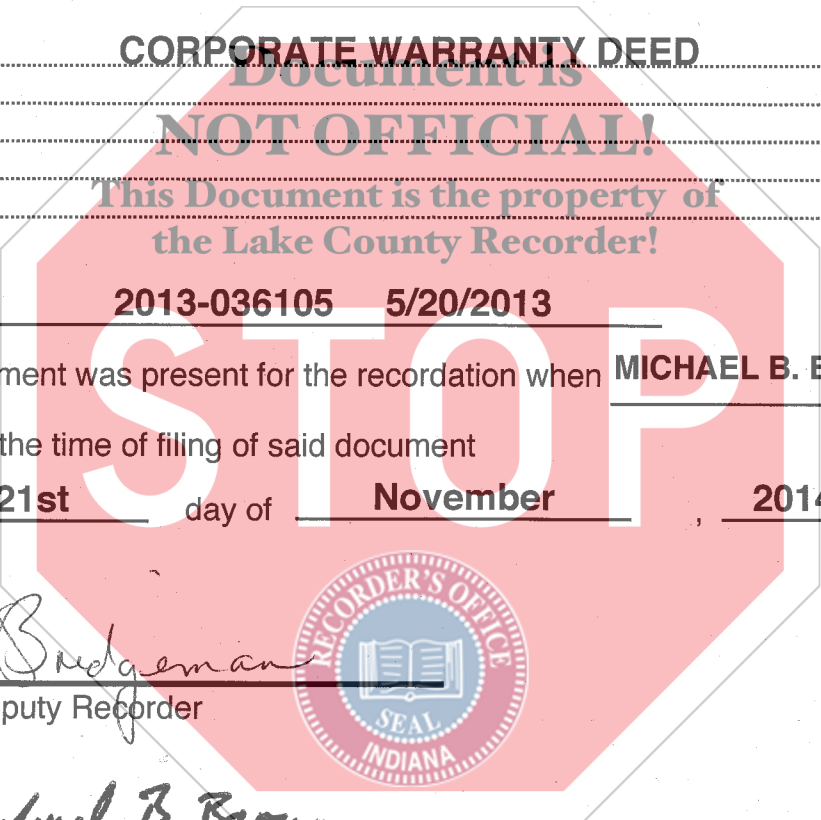 CORPORATE WARRANTY DEED
Document is
NOT OFFICIAL!
This Document is the property of
the Lake County Recorder!
2013-036105 5/20/2013
ment was present for the recordation when MICHAEL B. B
the time of filing of said document
21st day of November , 2014
STOP
RECORDER'S OFFICE
SEAL
INDIANA
Bridgeman
puty Recorder